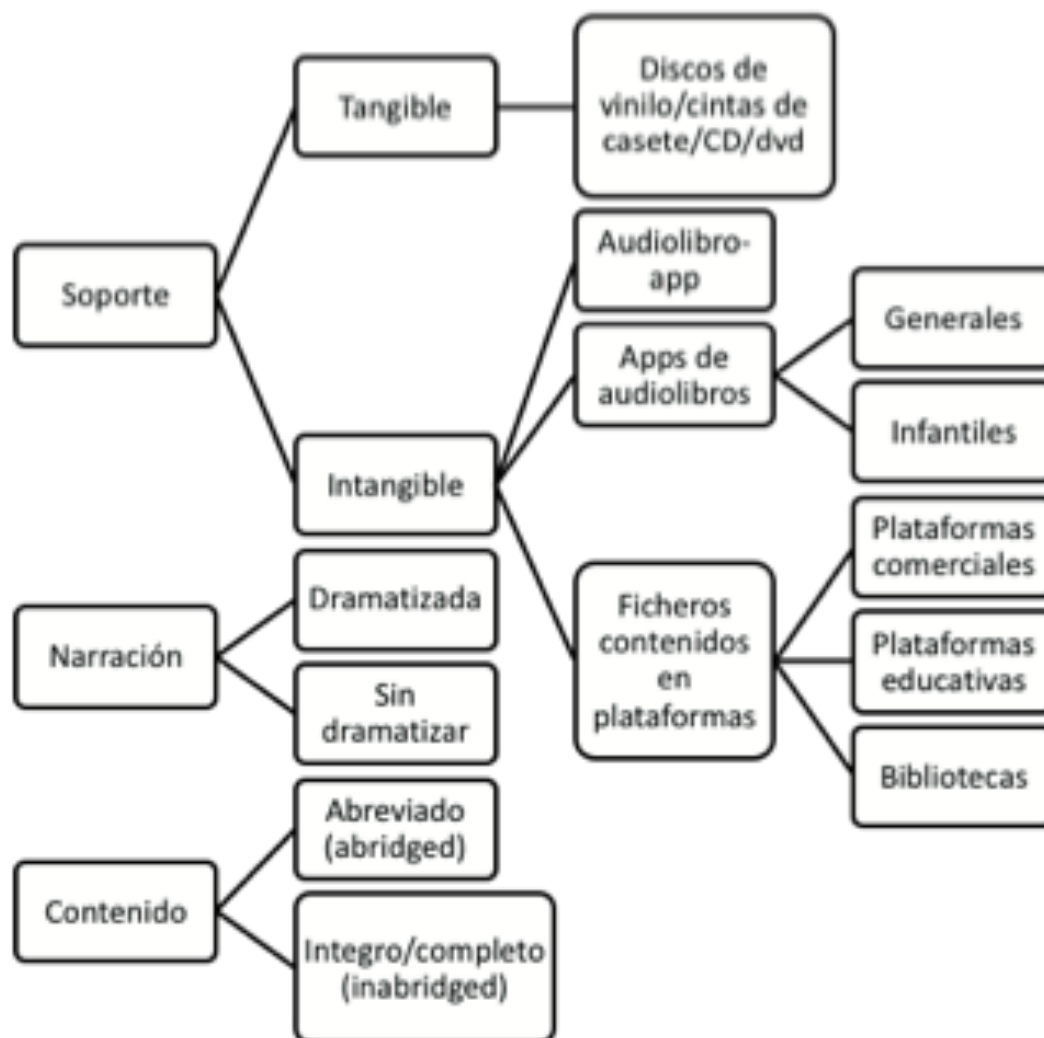 Soporte
Tangible
Discos de
vinilo/cintas de
casete/CD/dvd
Intangible
Audiolibro-
app
Apps de
audiolibros
Generales
Infantiles
Ficheros
contenidos
en
plataformas
Plataformas
comerciales
Plataformas
educativas
Bibliotecas
Narración
Dramatizada
Sin
dramatizar
Contenido
Abreviado
(abridged)
Integro/completo
(inabridged)